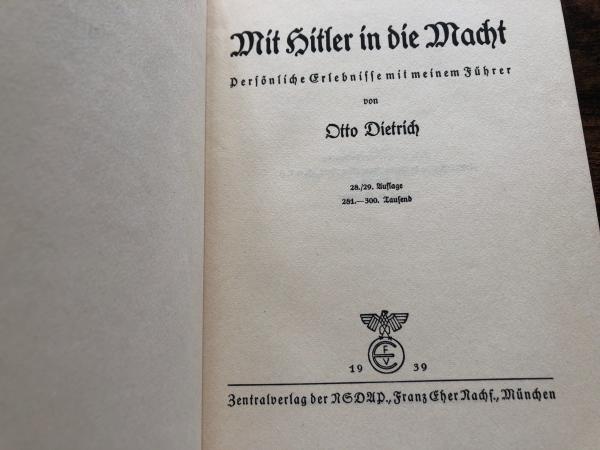 Mit Hitler in die Macht
Persönliche Erlebnisse mit meinem Führer
von
Otto Dietrich
28./29. Auflage
281.—300. Tausend
F
E
V
19 39
Zentralverlag der NSDAP., Franz Eher Nachf., München